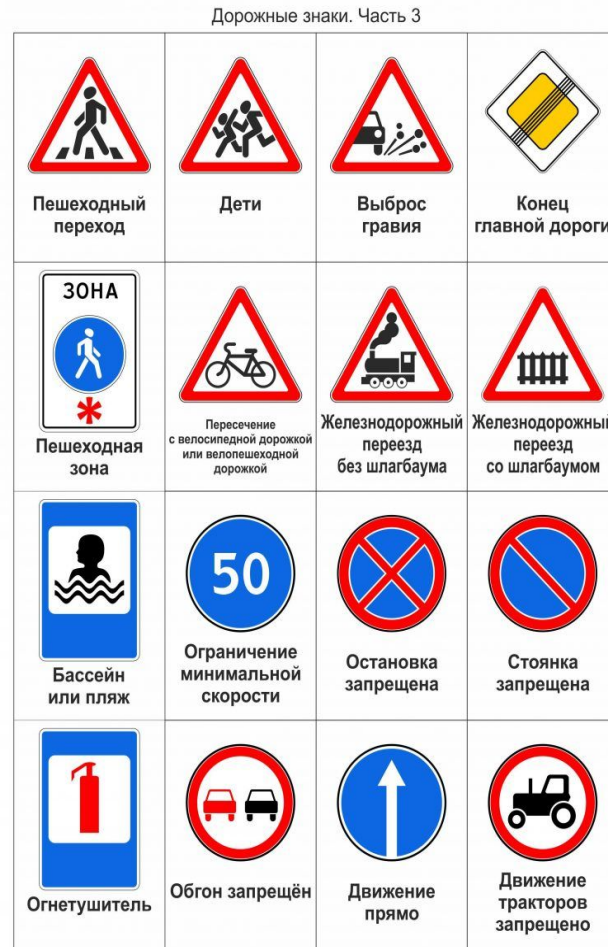 Дорожные знаки. Часть 3
Пешеходный
переход
Дети
Выброс
гравия
Конец
главной дороги
ЗОНА
Пешеходная
зона
Пересечение
с велосипедной дорожкой
или велопешеходной
дорожкой
Железнодорожный
переезд
без шлагбаума
Железнодорожный
переезд
со шлагбаумом
Бассейн
или пляж
50
Ограничение
минимальной
скорости
Остановка
запрещена
Стоянка
запрещена
Огнетушитель
Обгон запрещён
Движение
прямо
Движение
тракторов
запрещено